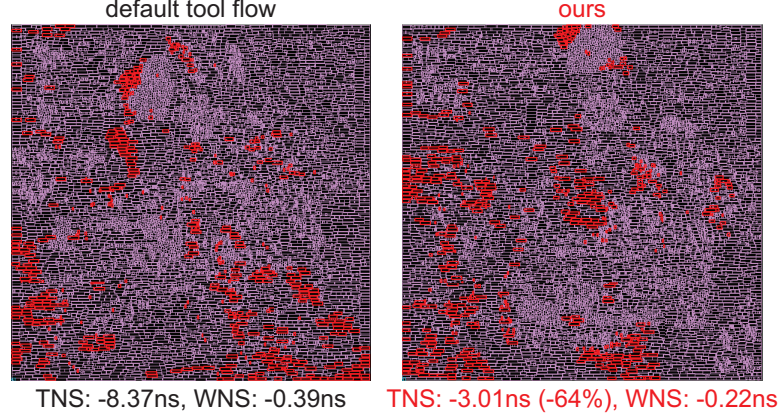 default tool flow
ours
TNS: -8.37ns, WNS: -0.39ns
TNS: -3.01ns (-64%), WNS: -0.22ns